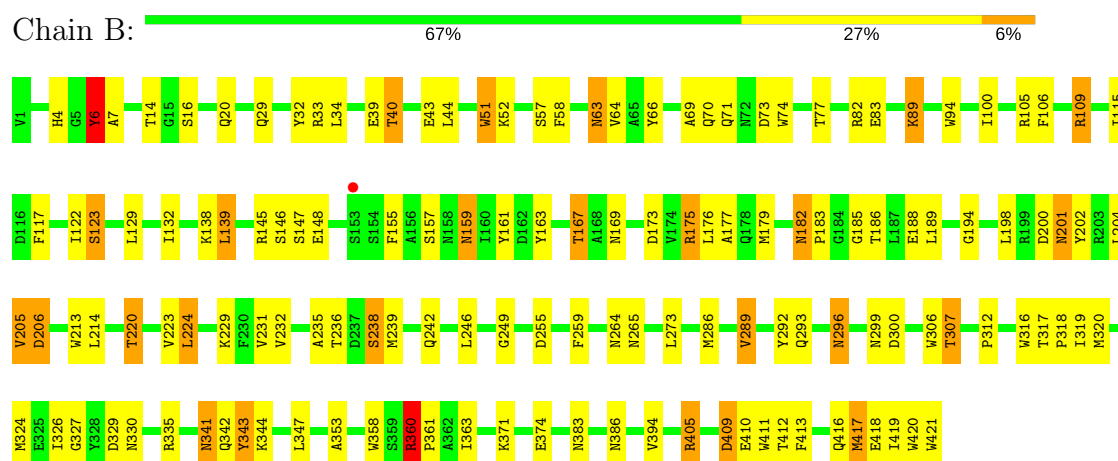 Chain B:
67% 27% 6%
V1 H4 G5 Y6 A7 T14 G15 S16 Q20 Q29 Y32 R33 L34 E39 T40 E43 L44 W51 K52 S57 F58 N63 V64 A65 Y66 A69 Q70 Q71 N72 D73 W74 T77 R82 E83 K89 W94 I100 R105 F106 R109 I115
D116 F117 I122 S123 L129 I132 K138 L139 R145 S146 S147 E148 S153 S154 F155 A156 S157 N158 N159 I160 Y161 D162 Y163 T167 A168 N169 D173 V174 R175 L176 A177 Q178 M179 N182 P183 G184 G185 T186 L187 E188 L189 G194 L198 R199 D200 N201 Y202 R203
V205 D206 W213 L214 T220 V223 L224 K229 F230 V231 V232 A235 T236 D237 S238 M239 Q242 L246 G249 D255 F259 N264 N265 L273 M286 V289 Y292 Q293 N296 N299 D300 W306 T307 P312 W316 T317 P318 I319 M320
M324 E325 I326 G327 Y328 D329 N330 R335 N341 Q342 Y343 K344 L347 A353 W358 S359 R360 P361 A362 I363 K371 E374 N383 N386 V394 R405 D409 E410 W411 T412 F413 Q416 M417 E418 I419 W420 W421